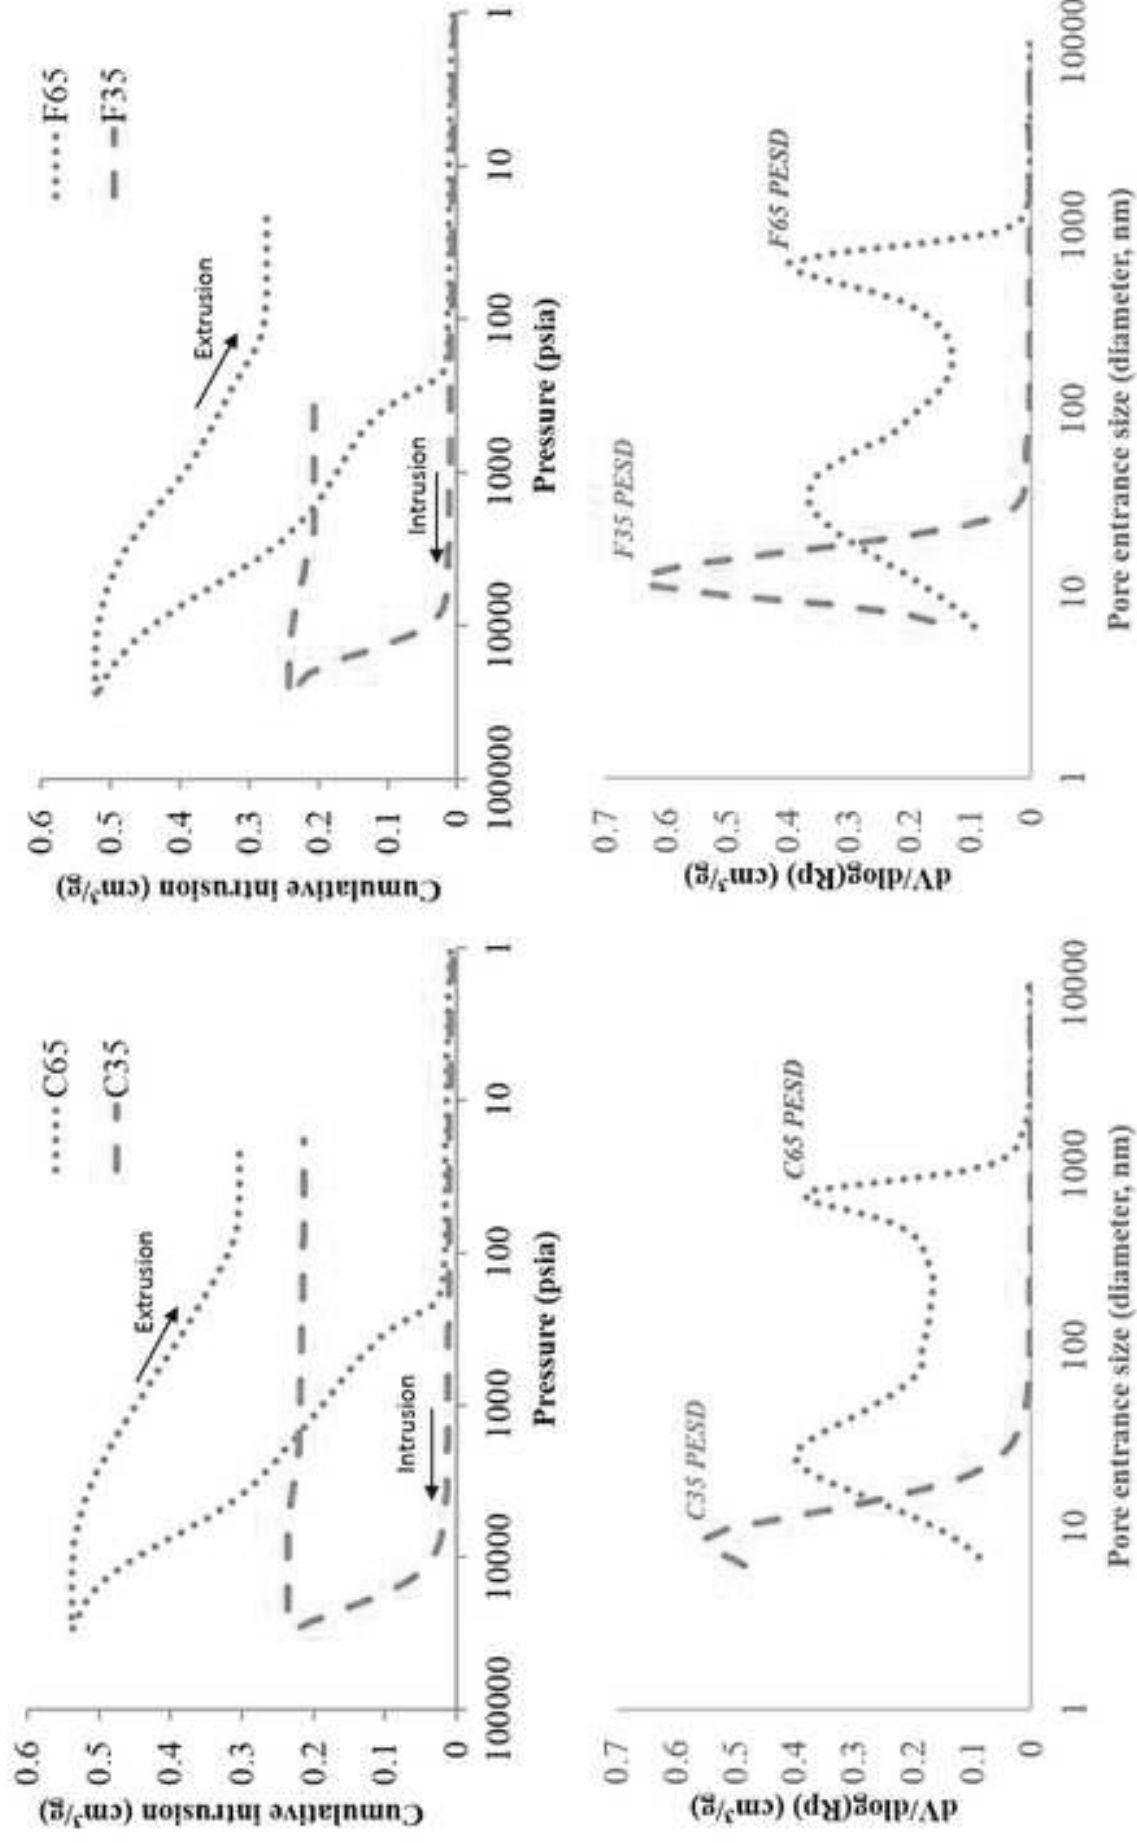 C65
C35
Extrusion
Intrusion
Cumulative intrusion (cm³/g)
0.6
0.5
0.4
0.3
0.2
0.1
0
100000
10000
1000
100
10
1
Pressure (psia)
F65
F35
Extrusion
Intrusion
Cumulative intrusion (cm³/g)
0.6
0.5
0.4
0.3
0.2
0.1
0
100000
10000
1000
100
10
1
Pressure (psia)
C35 PESD
C65 PESD
dV/dlog(Rp) (cm³/g)
0.7
0.6
0.5
0.4
0.3
0.2
0.1
0
1
10
100
1000
10000
Pore entrance size (diameter, nm)
F35 PESD
F65 PESD
dV/dlog(Rp) (cm³/g)
0.7
0.6
0.5
0.4
0.3
0.2
0.1
0
1
10
100
1000
10000
Pore entrance size (diameter, nm)